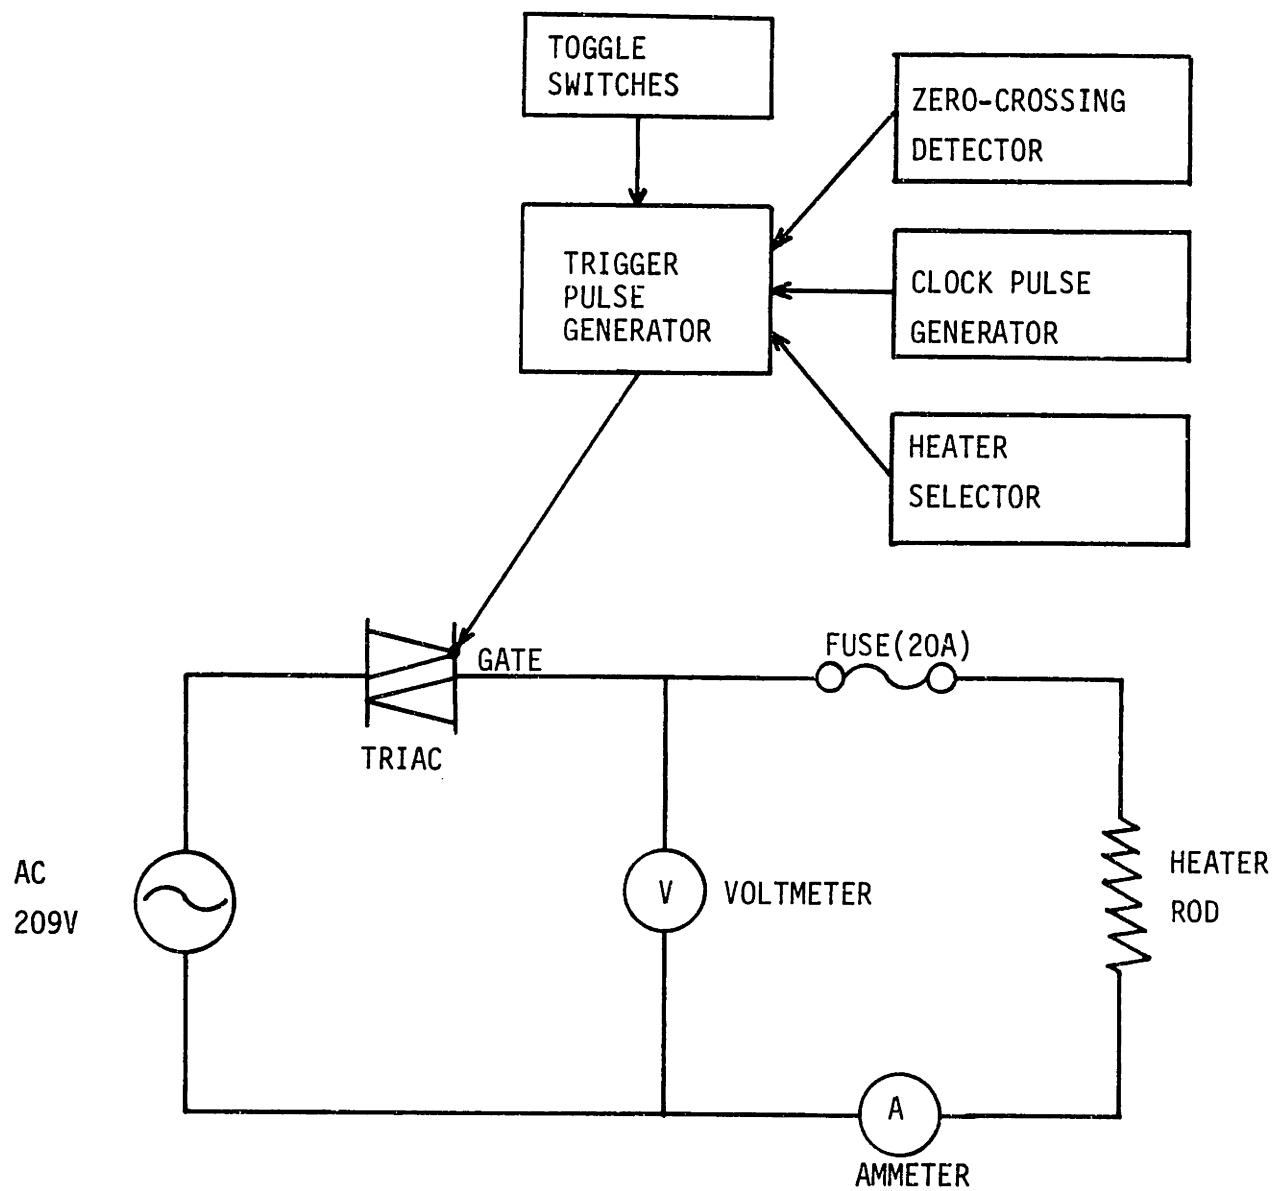 TOGGLE
SWITCHES
ZERO-CROSSING
DETECTOR
TRIGGER
PULSE
GENERATOR
CLOCK PULSE
GENERATOR
HEATER
SELECTOR
FUSE(20A)
GATE
TRIAC
AC
209V
V
VOLTMETER
HEATER
ROD
A
AMMETER